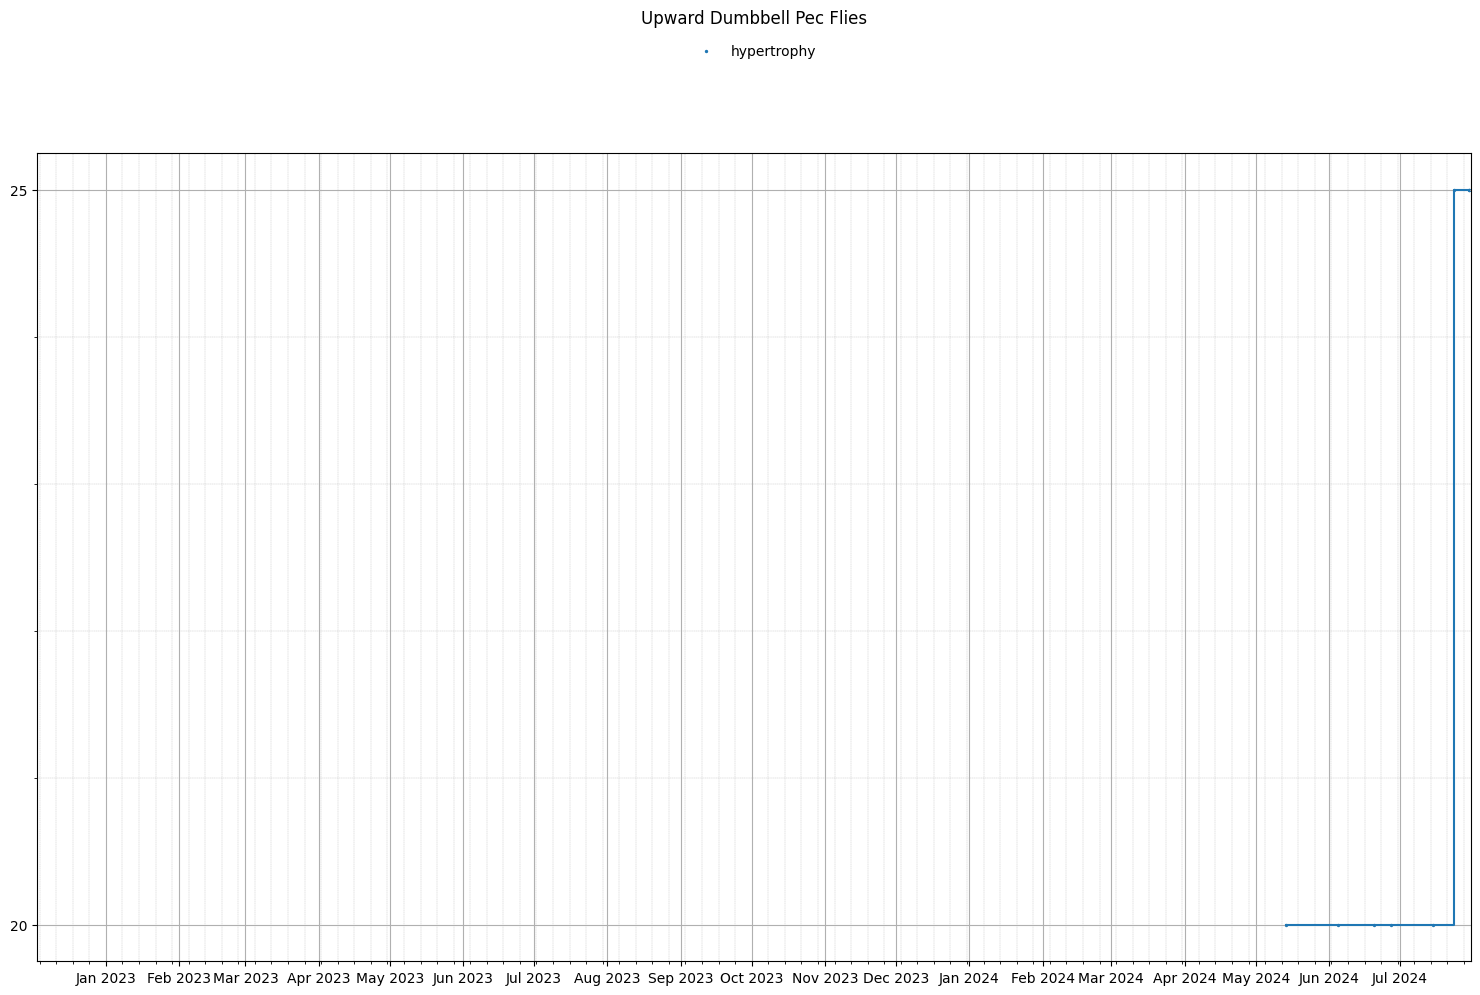 Upward Dumbbell Pec Flies
hypertrophy
25
20
Jan 2023 Feb 2023 Mar 2023 Apr 2023 May 2023 Jun 2023 Jul 2023 Aug 2023 Sep 2023 Oct 2023 Nov 2023 Dec 2023 Jan 2024 Feb 2024 Mar 2024 Apr 2024 May 2024 Jun 2024 Jul 2024